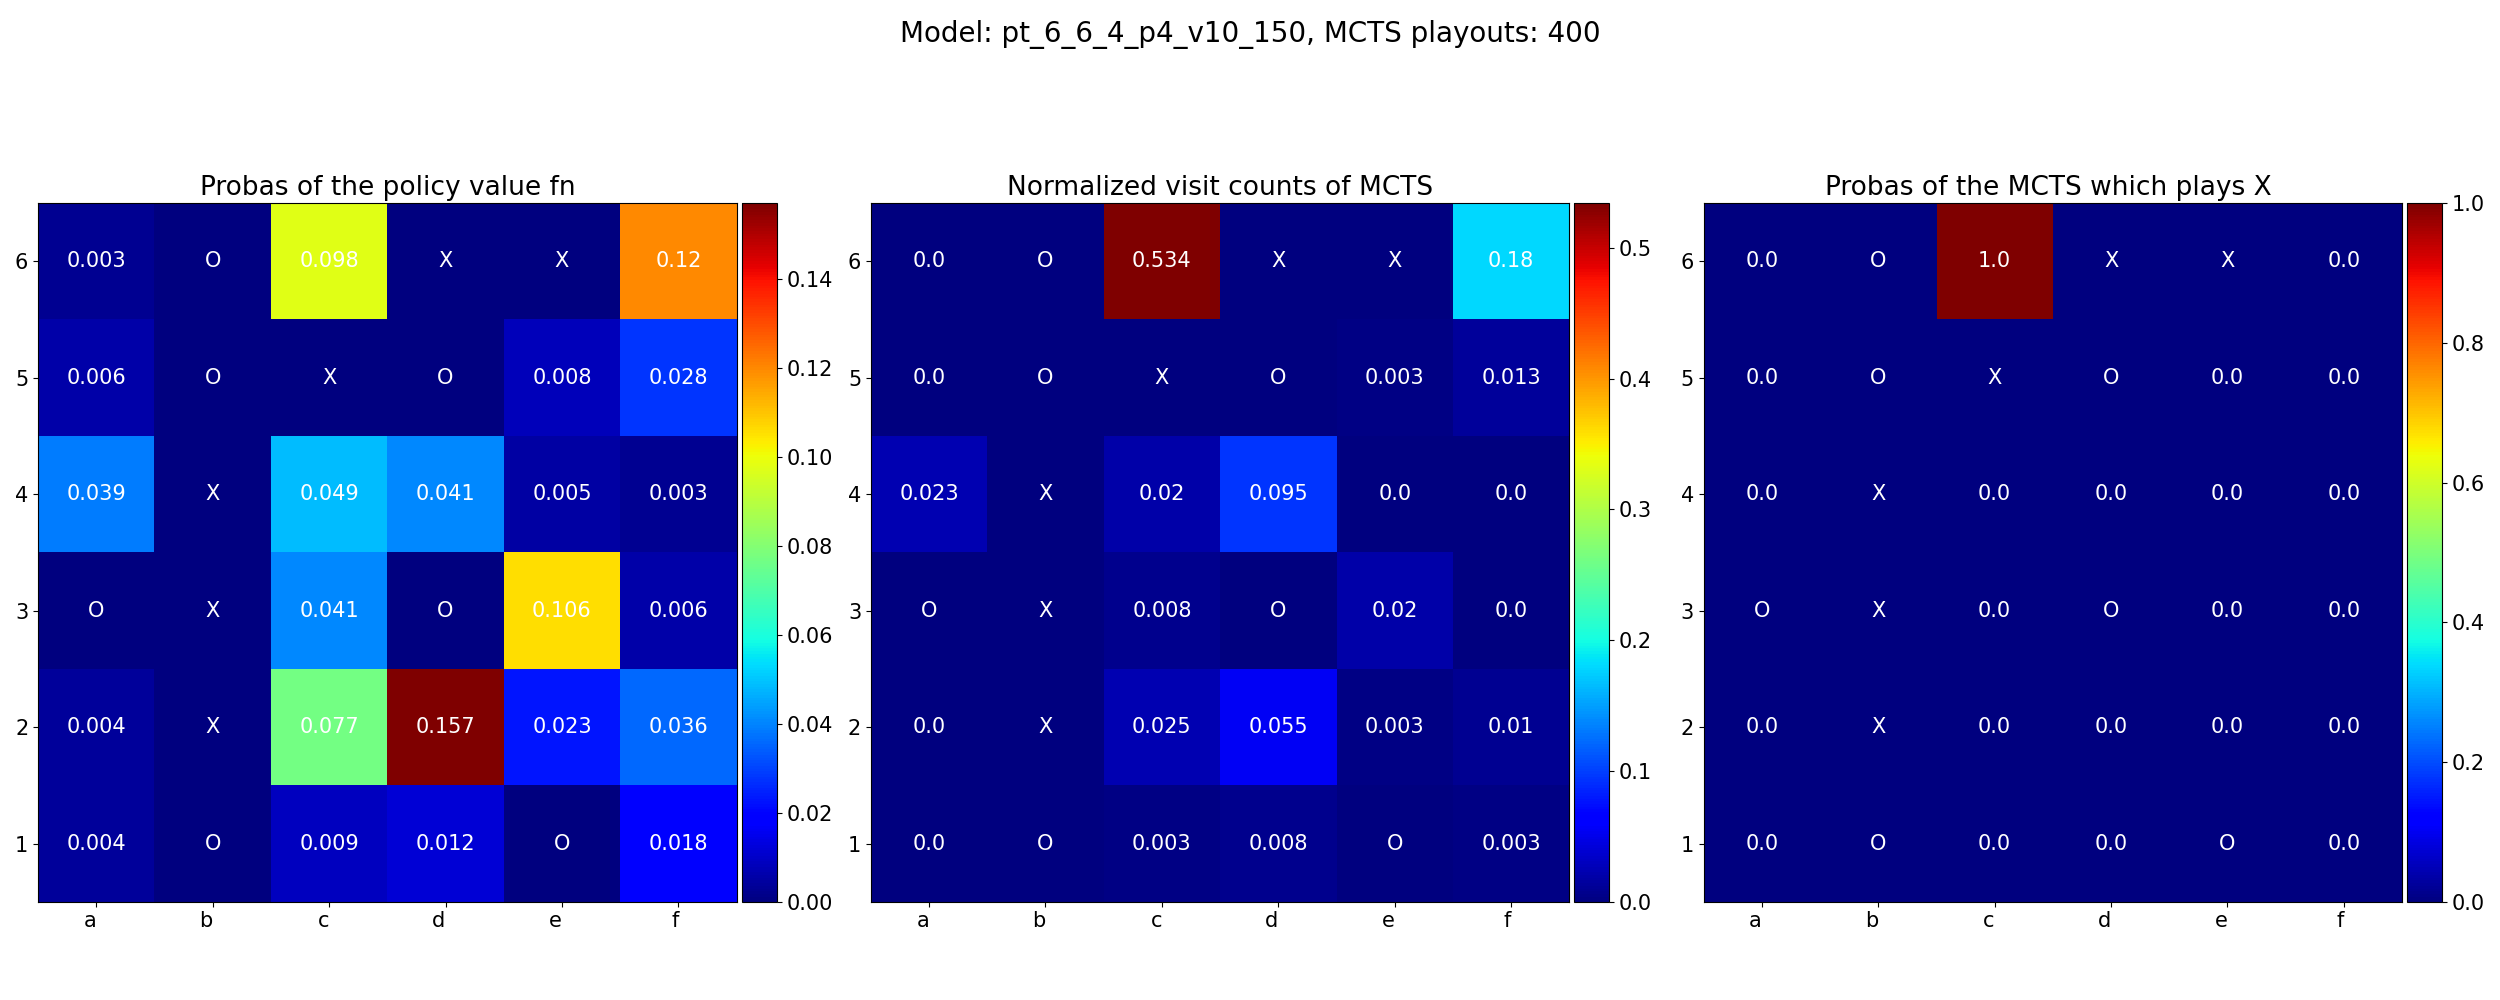 Model: pt_6_6_4_p4_v10_150, MCTS playouts: 400
Probas of the policy value fn
6 0.003 O 0.098 X X 0.12
5 0.006 O X O 0.008 0.028
4 0.039 X 0.049 0.041 0.005 0.003
3 O X 0.041 O 0.106 0.006
2 0.004 X 0.077 0.157 0.023 0.036
1 0.004 O 0.009 0.012 O 0.018
a b c d e f
0.14
0.12
0.10
0.08
0.06
0.04
0.02
0.00
Normalized visit counts of MCTS
6 0.0 O 0.534 X X 0.18
5 0.0 O X O 0.003 0.013
4 0.023 X 0.02 0.095 0.0 0.0
3 O X 0.008 O 0.02 0.0
2 0.0 X 0.025 0.055 0.003 0.01
1 0.0 O 0.003 0.008 O 0.003
a b c d e f
0.5
0.4
0.3
0.2
0.1
0.0
Probas of the MCTS which plays X
6 0.0 O 1.0 X X 0.0
5 0.0 O X O 0.0 0.0
4 0.0 X 0.0 0.0 0.0 0.0
3 O X 0.0 O 0.0 0.0
2 0.0 X 0.0 0.0 0.0 0.0
1 0.0 O 0.0 0.0 O 0.0
a b c d e f
1.0
0.8
0.6
0.4
0.2
0.0